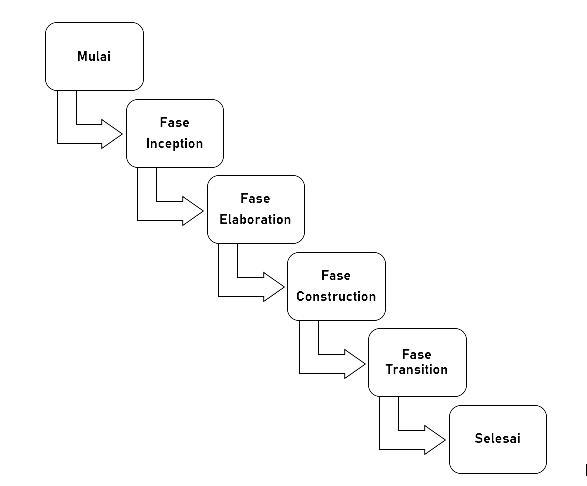 Mulai
Fase
Inception
Fase
Elaboration
Fase
Construction
Fase
Transition
Selesai